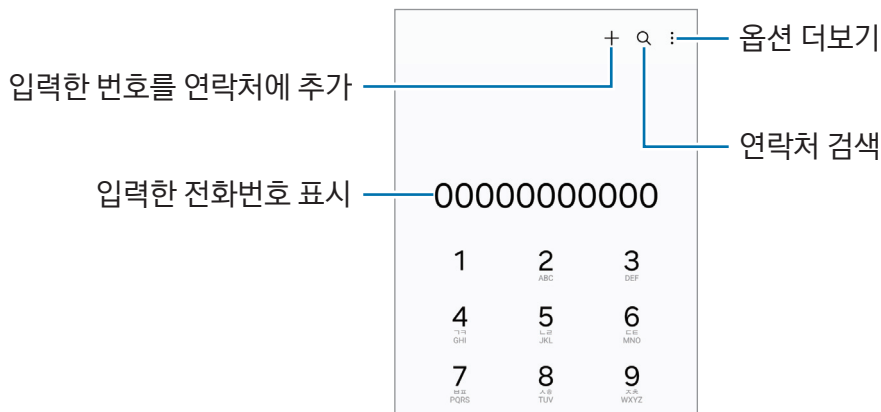 옵션 더보기
입력한 번호를 연락처에 추가
연락처 검색
입력한 전화번호 표시
00000000000
1 2 3
ABC DEF
4 5 6
ㄱㅋ ㄴㄹ ㄷㅌ
GHI JKL MNO
7 8 9
ㅂㅍ ㅅㅎ ㅈㅊ
PQRS TUV WXYZ